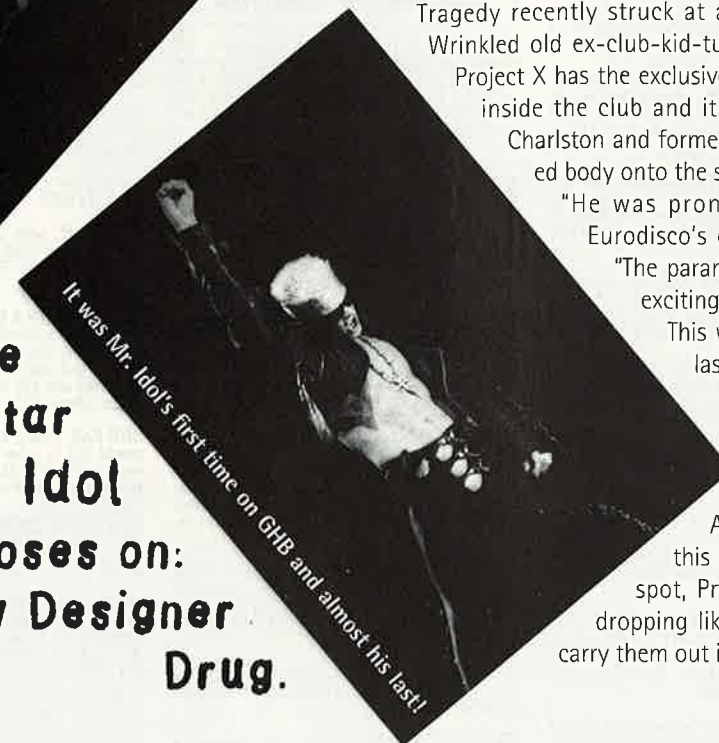 Tragedy recently struck at a
Wrinkled old ex-club-kid-tu
Project X has the exclusive
inside the club and it
Charlston and forme
ed body onto the s
"He was pron
Eurodisco's
"The parar
exciting
This
las
A
this
spot, Pr
dropping lik
carry them out i
It was Mr. Idol's first time on GHB and almost his last!
e
tar
Idol
oses on:
Designer
Drug.